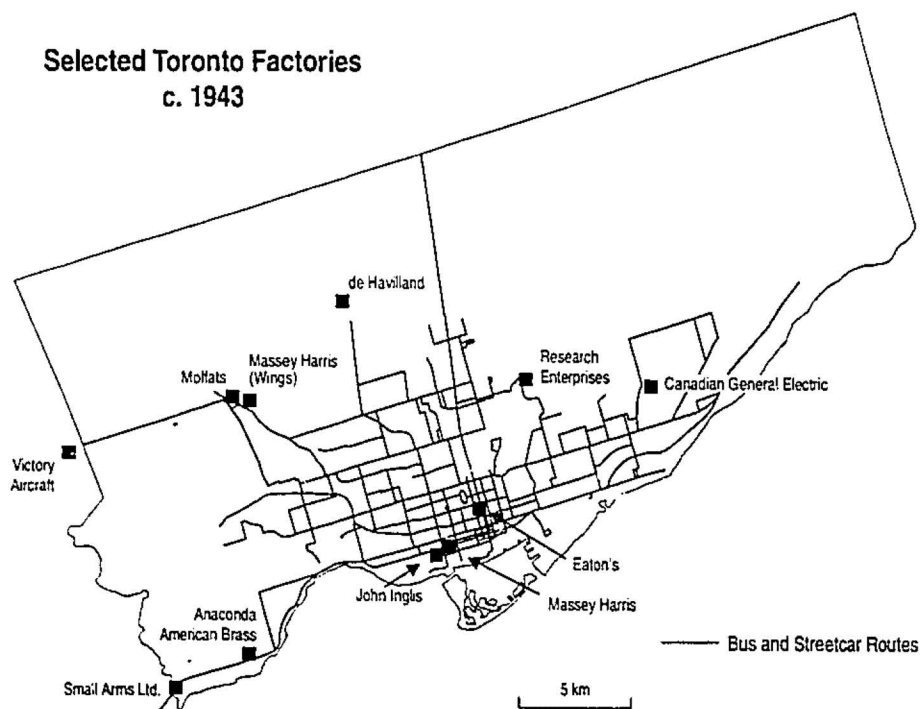 Selected Toronto Factories
c. 1943
de Havilland
Massey Harris
(Wings)
Moffats
Research
Enterprises
Canadian General Electric
Victory
Aircraft
Eaton's
John Inglis
Massey Harris
Anaconda
American Brass
Bus and Streetcar Routes
Small Arms Ltd.
5 km